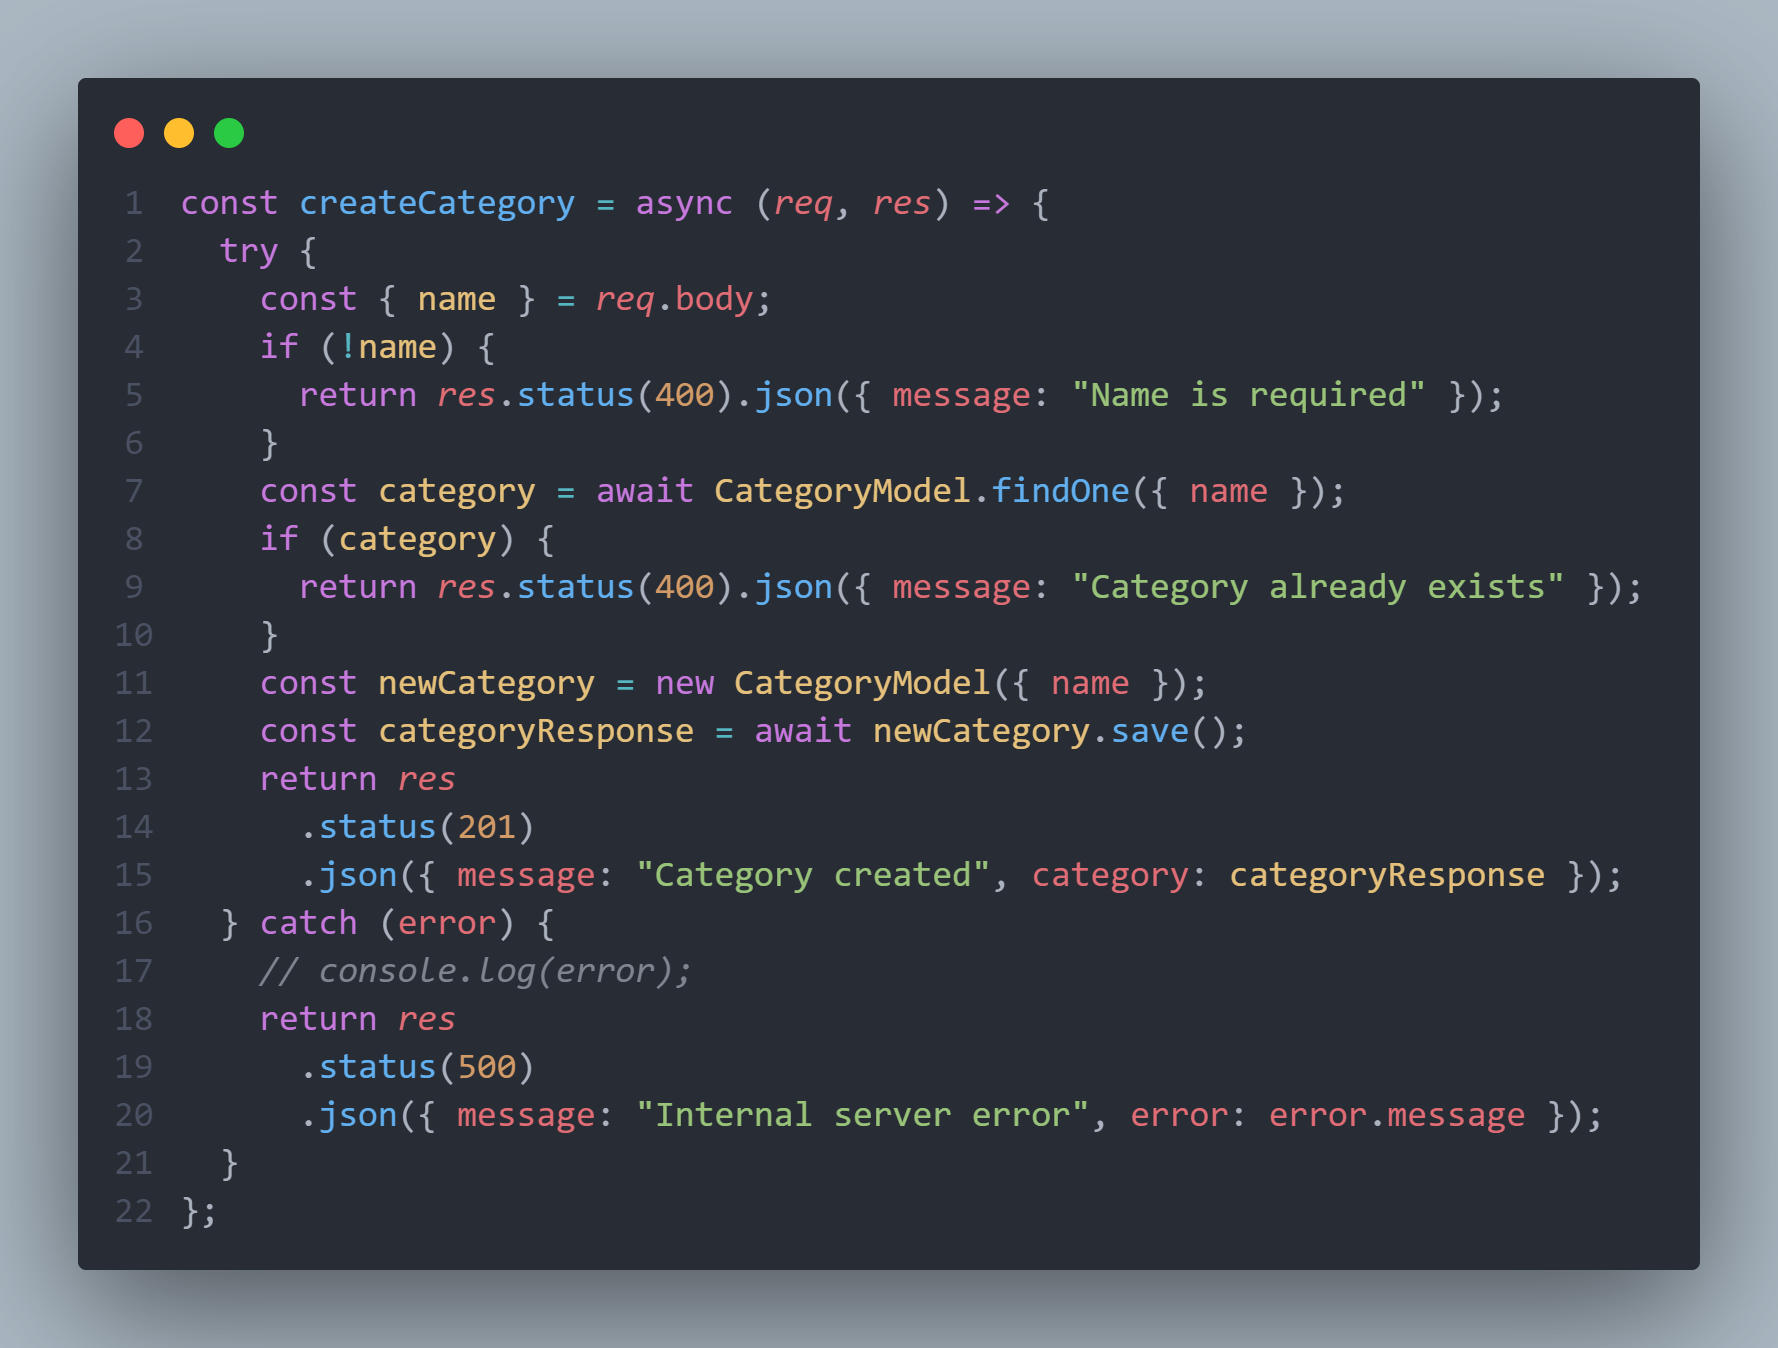 1 const createCategory = async (req, res) => {
2   try {
3     const { name } = req.body;
4     if (!name) {
5       return res.status(400).json({ message: "Name is required" });
6     }
7     const category = await CategoryModel.findOne({ name });
8     if (category) {
9       return res.status(400).json({ message: "Category already exists" });
10     }
11     const newCategory = new CategoryModel({ name });
12     const categoryResponse = await newCategory.save();
13     return res
14       .status(201)
15       .json({ message: "Category created", category: categoryResponse });
16   } catch (error) {
17     // console.log(error);
18     return res
19       .status(500)
20       .json({ message: "Internal server error", error: error.message });
21   }
22 };